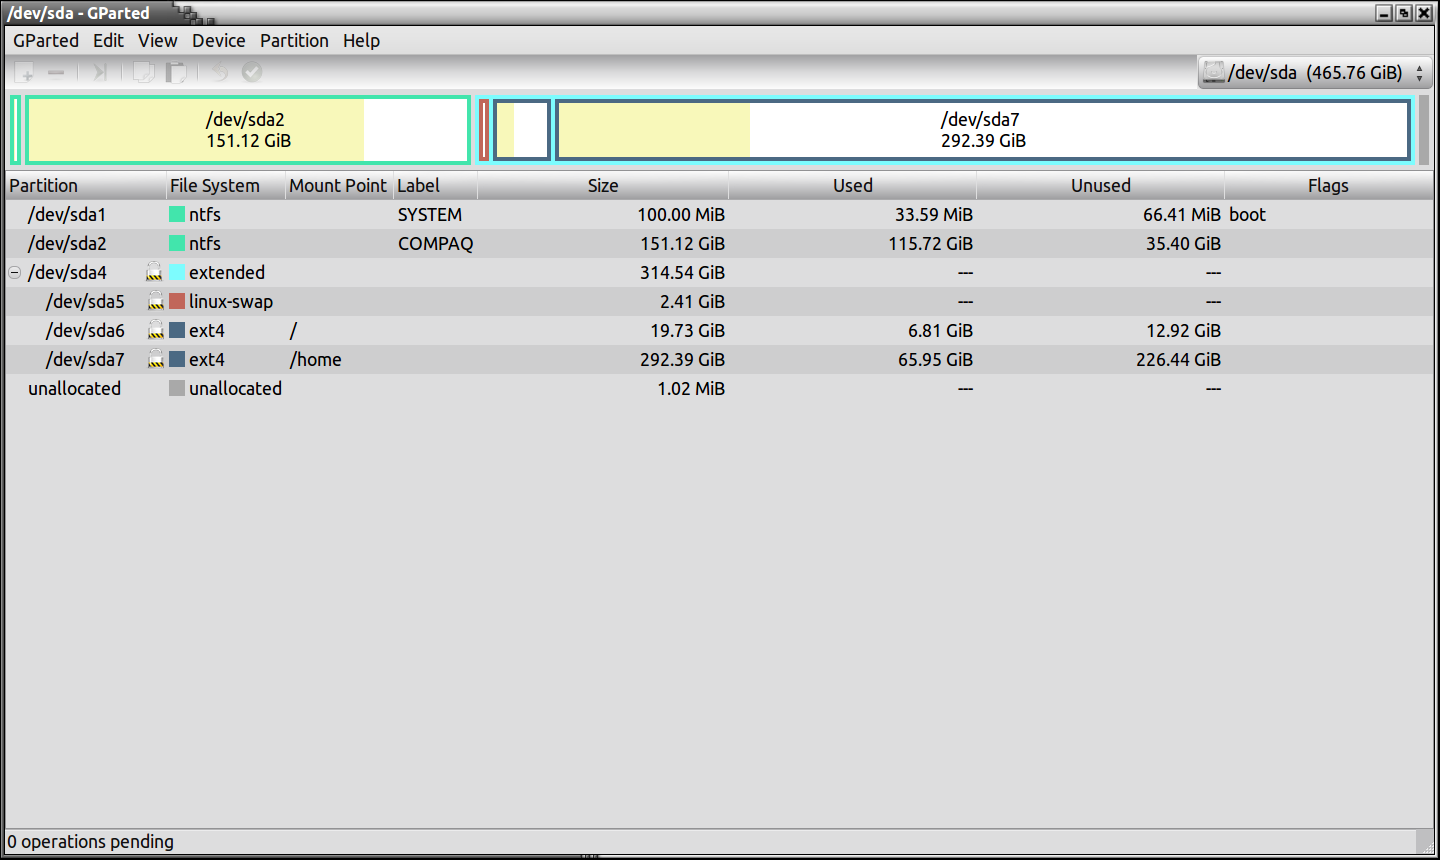 /dev/sda - GParted
GParted Edit View Device Partition Help
/dev/sda (465.76 GiB)
/dev/sda2 /dev/sda7
151.12 GiB 292.39 GiB
Partition File System Mount Point Label Size Used Unused Flags
/dev/sda1 ntfs SYSTEM 100.00 MiB 33.59 MiB 66.41 MiB boot
/dev/sda2 ntfs COMPAQ 151.12 GiB 115.72 GiB 35.40 GiB
/dev/sda4 extended 314.54 GiB --- ---
/dev/sda5 linux-swap 2.41 GiB --- ---
/dev/sda6 ext4 / 19.73 GiB 6.81 GiB 12.92 GiB
/dev/sda7 ext4 /home 292.39 GiB 65.95 GiB 226.44 GiB
unallocated unallocated 1.02 MiB --- ---
0 operations pending